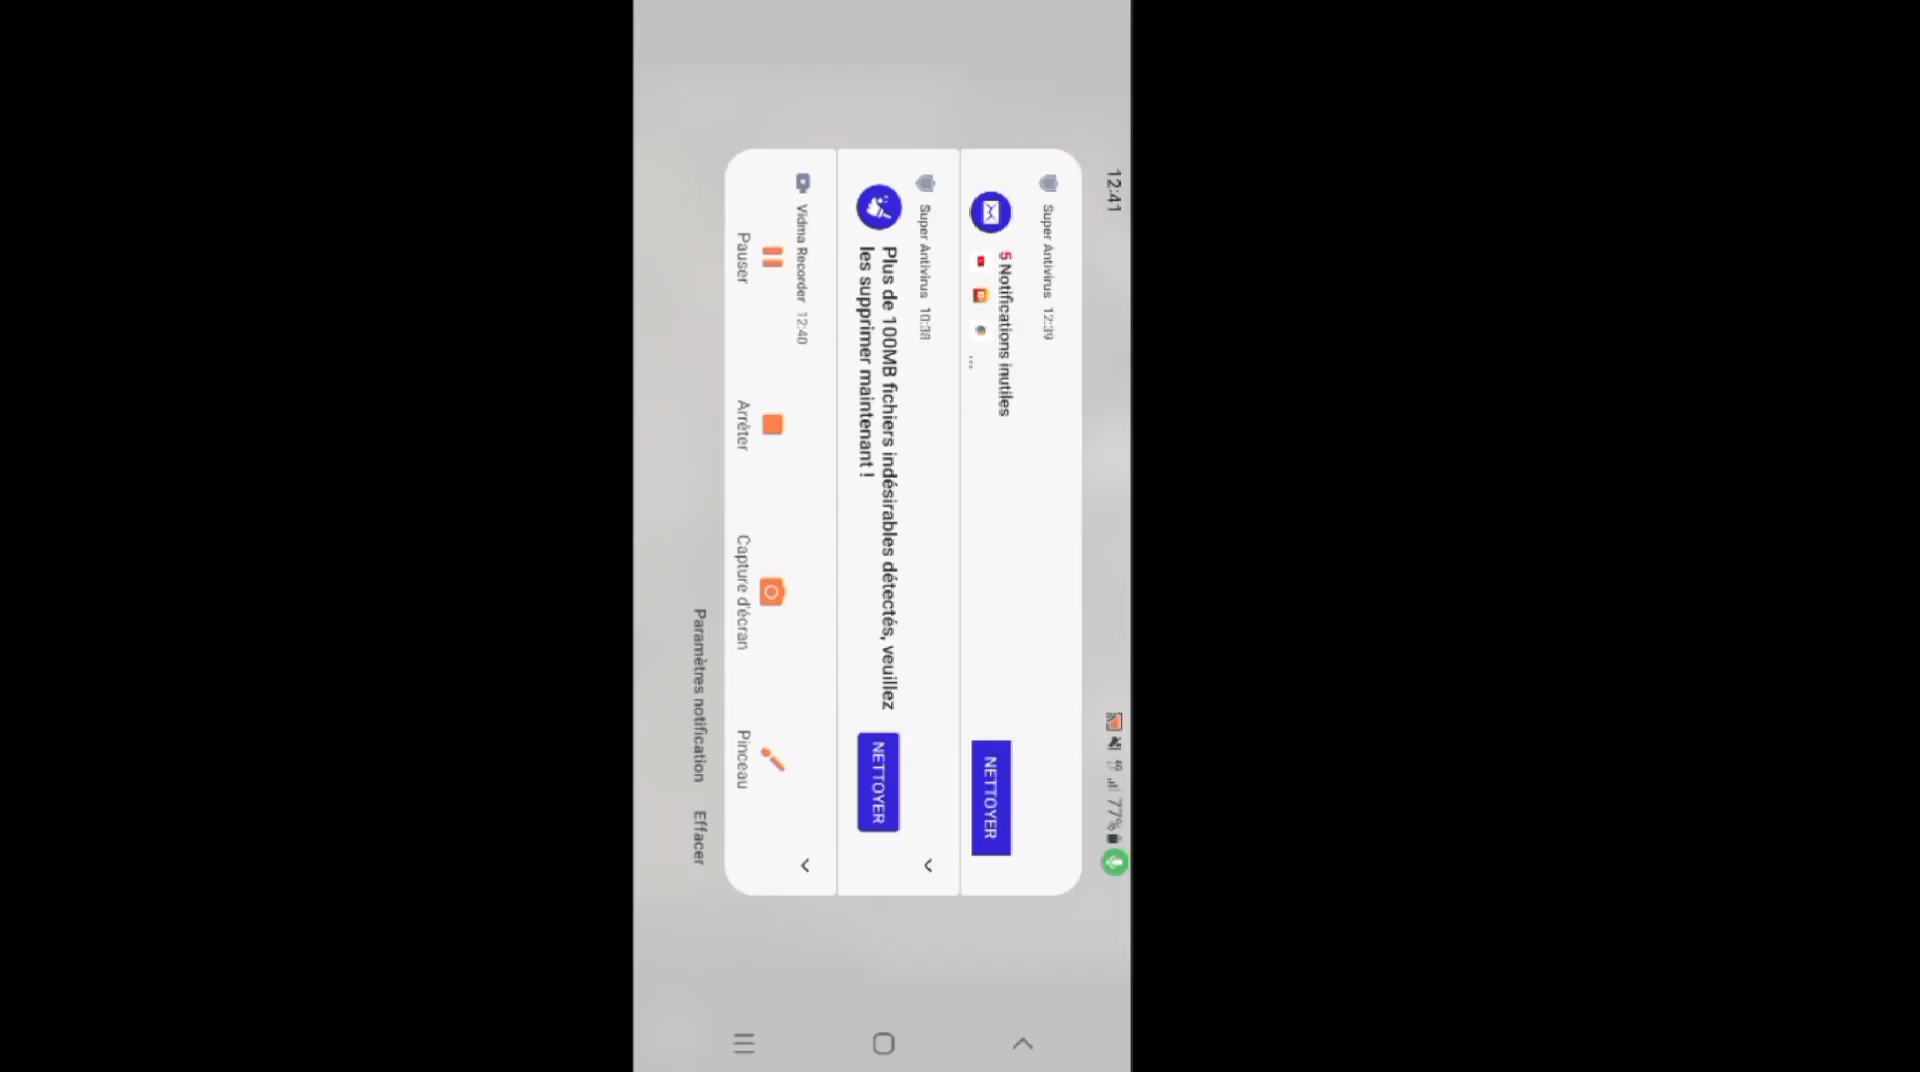 12:41
4G
77%
Super Antivirus 12:39
5 Notifications inutiles
...
NETTOYER
Super Antivirus 10:38
Plus de 100MB fichiers indésirables détectés, veuillez
les supprimer maintenant !
NETTOYER
Vidma Recorder 12:40
Pauser
Arrêter
Capture d'écran
Pinceau
Paramètres notification
Effacer